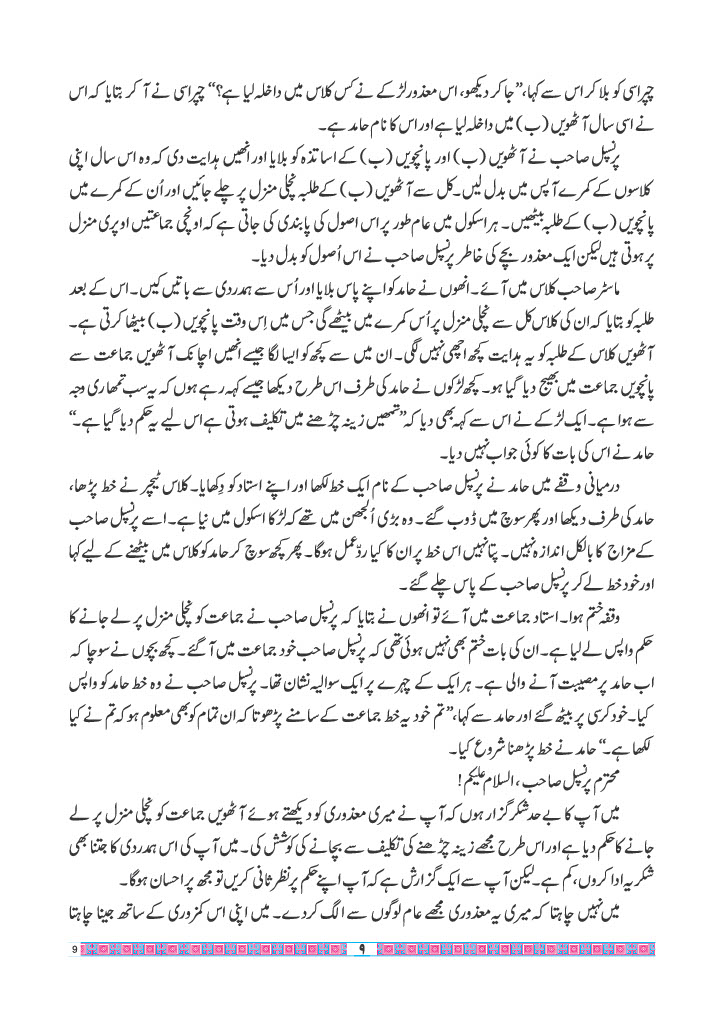 چپراسی کو بلا کر اس سے کہا،’’جا کر دیکھو، اس معذور لڑکے نے کس کلاس میں داخلہ لیا ہے؟‘‘ چپراسی نے آ کر بتایا کہ اس
نے اسی سال آٹھویں (ب) میں داخلہ لیا ہے اور اس کا نام حامد ہے۔
پرنسپل صاحب نے آٹھویں (ب) اور پانچویں (ب) کے اساتذہ کو بلایا اور انھیں ہدایت دی کہ وہ اس سال اپنی
کلاسوں کے کمرے آپس میں بدل لیں۔ کل سے آٹھویں (ب) کے طلبہ نچلی منزل پر چلے جائیں اور اُن کے کمرے میں
پانچویں (ب) کے طلبہ بیٹھیں۔ ہر اسکول میں عام طور پر اس اصول کی پابندی کی جاتی ہے کہ اونچی جماعتیں اوپری منزل
پر ہوتی ہیں لیکن ایک معذور بچے کی خاطر پرنسپل صاحب نے اس اُصول کو بدل دیا۔
ماسٹر صاحب کلاس میں آئے۔ انھوں نے حامد کو اپنے پاس بلایا اور اُس سے ہمدردی سے باتیں کیں۔ اس کے بعد
طلبہ کو بتایا کہ ان کی کلاس کل سے نچلی منزل پر اُس کمرے میں بیٹھے گی جس میں اِس وقت پانچویں (ب) بیٹھا کرتی ہے۔
آٹھویں کلاس کے طلبہ کو یہ ہدایت کچھ اچھی نہیں لگی۔ ان میں سے کچھ کو ایسا لگا جیسے انھیں اچانک آٹھویں جماعت سے
پانچویں جماعت میں بھیج دیا گیا ہو۔ کچھ لڑکوں نے حامد کی طرف اس طرح دیکھا جیسے کہہ رہے ہوں کہ یہ سب تمھاری وجہ
سے ہوا ہے۔ ایک لڑکے نے اس سے کہہ بھی دیا کہ ’’تمھیں زینہ چڑھنے میں تکلیف ہوتی ہے اس لیے یہ حکم دیا گیا ہے۔‘‘
حامد نے اس کی بات کا کوئی جواب نہیں دیا۔
درمیانی وقفے میں حامد نے پرنسپل صاحب کے نام ایک خط لکھا اور اپنے استاد کو دِکھایا۔ کلاس ٹیچر نے خط پڑھا،
حامد کی طرف دیکھا اور پھر سوچ میں ڈوب گئے۔ وہ بڑی اُلجھن میں تھے کہ لڑکا اسکول میں نیا ہے۔ اسے پرنسپل صاحب
کے مزاج کا بالکل اندازہ نہیں۔ پتا نہیں اس خط پر ان کا کیا ردِّعمل ہوگا۔ پھر کچھ سوچ کر حامد کو کلاس میں بیٹھنے کے لیے کہا
اور خود خط لے کر پرنسپل صاحب کے پاس چلے گئے۔
وقفہ ختم ہوا۔ استاد جماعت میں آئے تو انھوں نے بتایا کہ پرنسپل صاحب نے جماعت کو نچلی منزل پر لے جانے کا
حکم واپس لے لیا ہے۔ ان کی بات ختم بھی نہیں ہوئی تھی کہ پرنسپل صاحب خود جماعت میں آگئے۔ کچھ بچوں نے سوچا کہ
اب حامد پر مصیبت آنے والی ہے۔ ہر ایک کے چہرے پر ایک سوالیہ نشان تھا۔ پرنسپل صاحب نے وہ خط حامد کو واپس
کیا۔ خود کرسی پر بیٹھ گئے اور حامد سے کہا،’’تم خود یہ خط جماعت کے سامنے پڑھو تا کہ ان تمام کو بھی معلوم ہو کہ تم نے کیا
لکھا ہے۔‘‘ حامد نے خط پڑھنا شروع کیا۔
محترم پرنسپل صاحب، السلام علیکم!
میں آپ کا بے حد شکر گزار ہوں کہ آپ نے میری معذوری کو دیکھتے ہوئے آٹھویں جماعت کو نچلی منزل پر لے
جانے کا حکم دیا ہے اور اس طرح مجھے زینہ چڑھنے کی تکلیف سے بچانے کی کوشش کی۔ میں آپ کی اس ہمدردی کا جتنا بھی
شکریہ ادا کروں، کم ہے۔ لیکن آپ سے ایک گزارش ہے کہ آپ اپنے حکم پر نظر ثانی کریں تو مجھ پر احسان ہوگا۔
میں نہیں چاہتا کہ میری یہ معذوری مجھے عام لوگوں سے الگ کر دے۔ میں اپنی اس کمزوری کے ساتھ جینا چاہتا
9 ۹